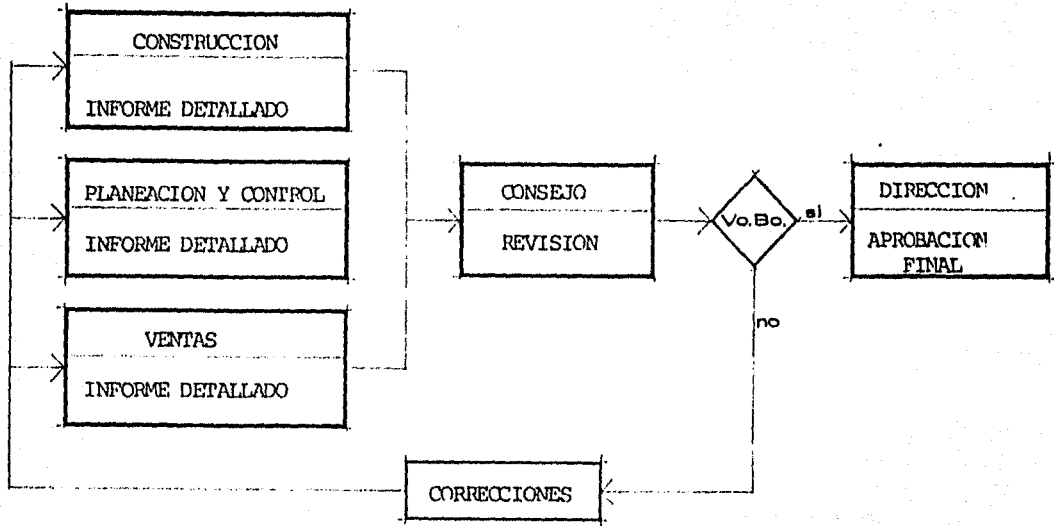 CONSTRUCCION
INFORME DETALLADO
PLANEACION Y CONTROL
INFORME DETALLADO
VENTAS
INFORME DETALLADO
CONSEJO
REVISION
Vo.Bo.
si
no
DIRECCION
APROBACION
FINAL
CORRECCIONES